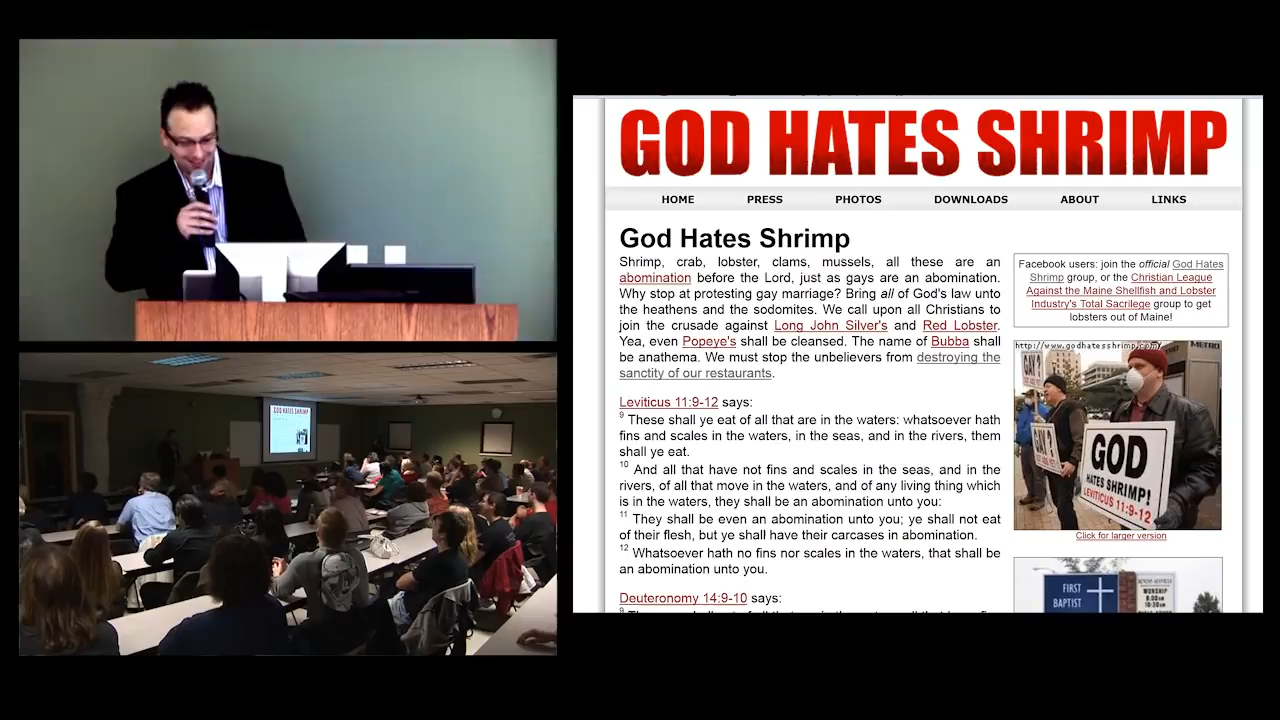 GOD HATES SHRIMP
GOD HATES SHRIMP
HOME PRESS PHOTOS DOWNLOADS ABOUT LINKS
God Hates Shrimp
Shrimp, crab, lobster, clams, mussels, all these are an
abomination before the Lord, just as gays are an abomination.
Why stop at protesting gay marriage? Bring all of God's law unto
the heathens and the sodomites. We call upon all Christians to
join the crusade against Long John Silver's and Red Lobster.
Yea, even Popeye's shall be cleansed. The name of Bubba shall
be anathema. We must stop the unbelievers from destroying the
sanctity of our restaurants.
Leviticus 11:9-12 says:
9 These shall ye eat of all that are in the waters: whatsoever hath
fins and scales in the waters, in the seas, and in the rivers, them
shall ye eat.
10 And all that have not fins and scales in the seas, and in the
rivers, of all that move in the waters, and of any living thing which
is in the waters, they shall be an abomination unto you:
11 They shall be even an abomination unto you; ye shall not eat
of their flesh, but ye shall have their carcases in abomination.
12 Whatsoever hath no fins nor scales in the waters, that shall be
an abomination unto you.
Deuteronomy 14:9-10 says:
Facebook users: join the official God Hates
Shrimp group, or the Christian League
Against the Maine Shellfish and Lobster
Industry's Total Sacrilege group to get
lobsters out of Maine!
http://www.godhatesshrimp.com/
METRO
GAY?
GAY?
GOD
HATES SHRIMP!
LEVITICUS 11:9-12
Click for larger version
FIRST
BAPTIST
WORSHIP